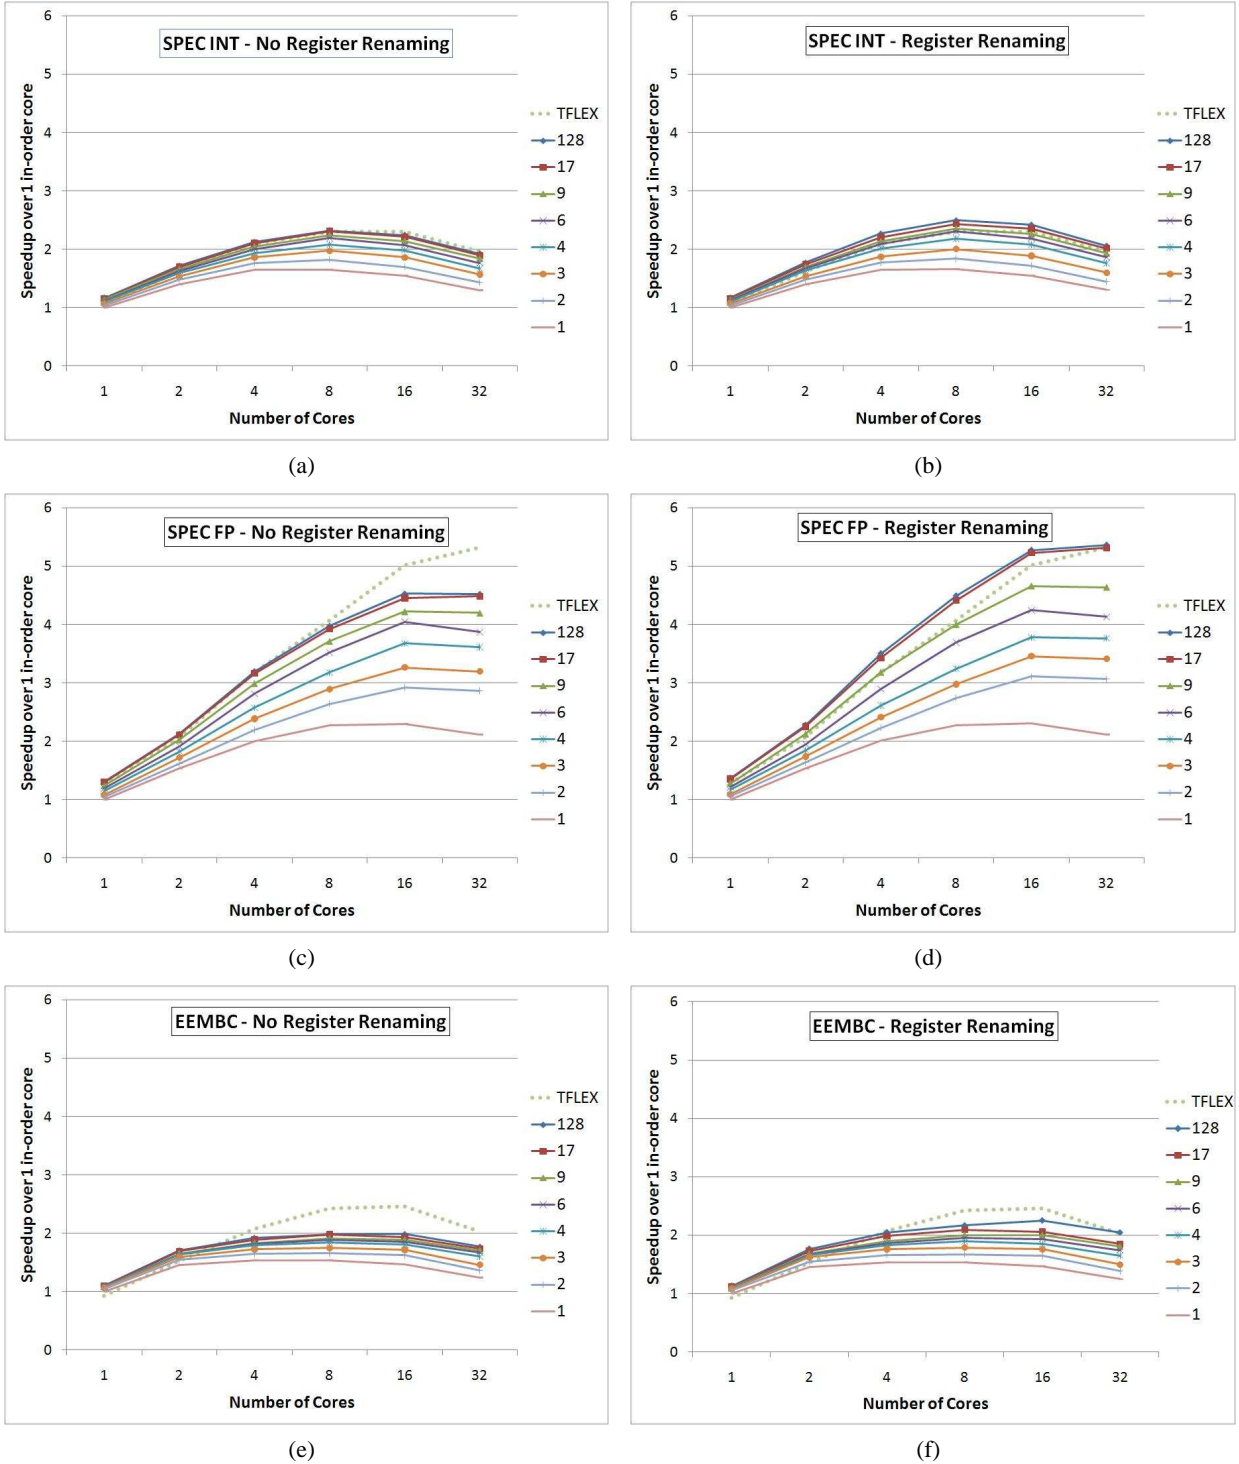 SPEC INT - No Register Renaming
Speedup over 1 in-order core
6
5
4
3
2
1
0
1 2 4 8 16 32
Number of Cores
TFLEX
128
17
9
6
4
3
2
1
(a)
SPEC INT - Register Renaming
Speedup over 1 in-order core
6
5
4
3
2
1
0
1 2 4 8 16 32
Number of Cores
TFLEX
128
17
9
6
4
3
2
1
(b)
SPEC FP - No Register Renaming
Speedup over 1 in-order core
6
5
4
3
2
1
0
1 2 4 8 16 32
Number of Cores
TFLEX
128
17
9
6
4
3
2
1
(c)
SPEC FP - Register Renaming
Speedup over 1 in-order core
6
5
4
3
2
1
0
1 2 4 8 16 32
Number of Cores
TFLEX
128
17
9
6
4
3
2
1
(d)
EEMBC - No Register Renaming
Speedup over 1 in-order core
6
5
4
3
2
1
0
1 2 4 8 16 32
Number of Cores
TFLEX
128
17
9
6
4
3
2
1
(e)
EEMBC - Register Renaming
Speedup over 1 in-order core
6
5
4
3
2
1
0
1 2 4 8 16 32
Number of Cores
TFLEX
128
17
9
6
4
3
2
1
(f)